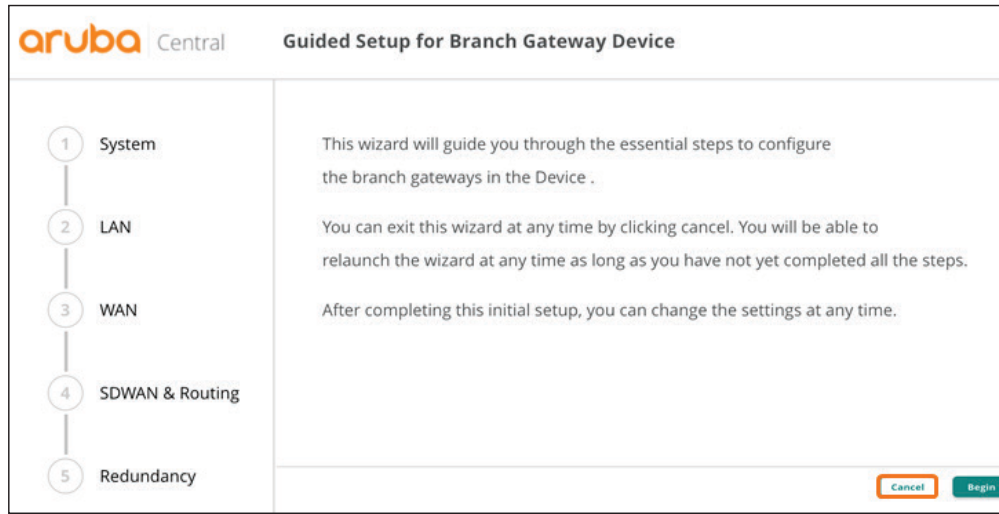 aruba Central
Guided Setup for Branch Gateway Device
1 System
2 LAN
3 WAN
4 SDWAN & Routing
5 Redundancy
This wizard will guide you through the essential steps to configure
the branch gateways in the Device .
You can exit this wizard at any time by clicking cancel. You will be able to
relaunch the wizard at any time as long as you have not yet completed all the steps.
After completing this initial setup, you can change the settings at any time.
Cancel
Begin